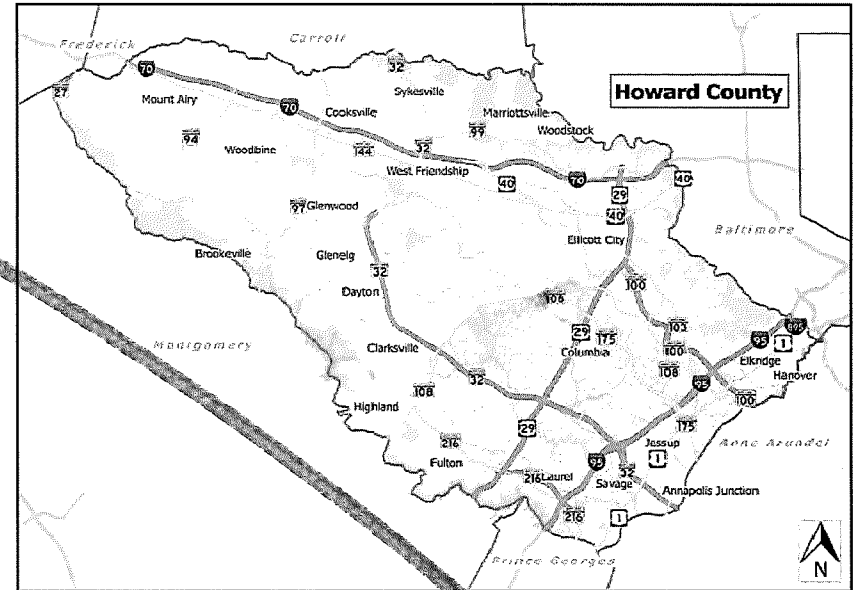 Frederick
Carroll
70
32
Sykesville
Howard County
27
Mount Airy
70
Cooksville
Marriottsville
99
Woodstock
94
Woodbine
144
32
West Friendship
40
70
29
40
40
97
Glenwood
Ellicott City
Baltimore
Brookeville
Glenelg
32
Dayton
100
108
29
175
Columbia
103
100
108
95
895
1
Elkridge
Hanover
Montgomery
Clarksville
32
95
100
108
Highland
29
175
Anne Arundel
216
Fulton
Jessup
1
95
32
216
Laurel
Savage
Annapolis Junction
216
1
Prince Georges
N